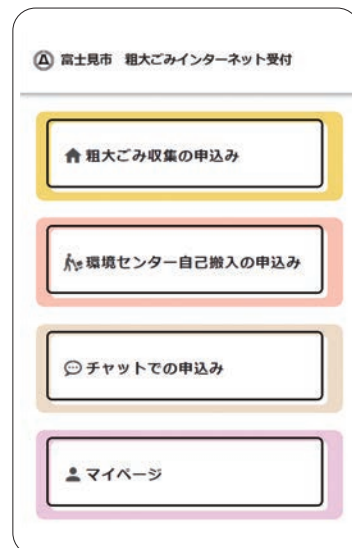 富士見市　粗大ごみインターネット受付
粗大ごみ収集の申込み
環境センター自己搬入の申込み
チャットでの申込み
マイページ